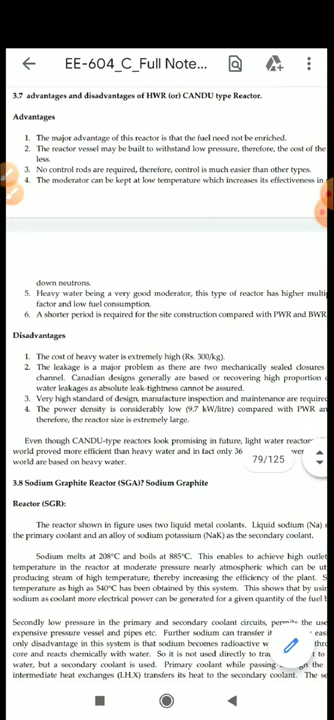 EE-604_C_Full Note...
3.7 advantages and disadvantages of HWR (or) CANDU type Reactor.
Advantages
1. The major advantage of this reactor is that the fuel need not be enriched.
2. The reactor vessel may be built to withstand low pressure, therefore, the cost of the
less.
3. No control rods are required, therefore, control is much easier than other types.
4. The moderator can be kept at low temperature which increases its effectiveness in
down neutrons.
5. Heavy water being a very good moderator, this type of reactor has higher multi
factor and low fuel consumption.
6. A shorter period is required for the site construction compared with PWR and BWR
Disadvantages
1. The cost of heavy water is extremely high (Rs. 300/kg).
2. The leakage is a major problem as there are two mechanically sealed closures
channel. Canadian designs generally are based or recovering high proportion
water leakages as absolute leak-tightness cannot be assured.
3. Very high standard of design, manufacture inspection and maintenance are require
4. The power density is considerably low (9.7 kW/litre) compared with PWR an
therefore, the reactor size is extremely large.
Even though CANDU-type reactors look promising in future, light water reactor
world proved more efficient than heavy water and in fact only 36 wer
79/125
world are based on heavy water.
3.8 Sodium Graphite Reactor (SGA)? Sodium Graphite
Reactor (SGR):
The reactor shown in figure uses two liquid metal coolants. Liquid sodium (Na)
the primary coolant and an alloy of sodium potassium (NaK) as the secondary coolant.
Sodium melts at 208°C and boils at 885°C. This enables to achieve high outlet
temperature in the reactor at moderate pressure nearly atmospheric which can be ut
producing steam of high temperature, thereby increasing the efficiency of the plant. S
temperature as high as 540°C has been obtained by this system. This shows that by usi
sodium as coolant more electrical power can be generated for a given quantity of the fuel
Secondly low pressure in the primary and secondary coolant circuits, permits the use
expensive pressure vessel and pipes etc. Further sodium can transfer it eas
only disadvantage in this system is that sodium becomes radioactive w thro
core and reacts chemically with water. So it is not used directly to tra
water, but a secondary coolant is used. Primary coolant while passing the
intermediate heat exchanges (I.H.X) transfers its heat to the secondary coolant. The se